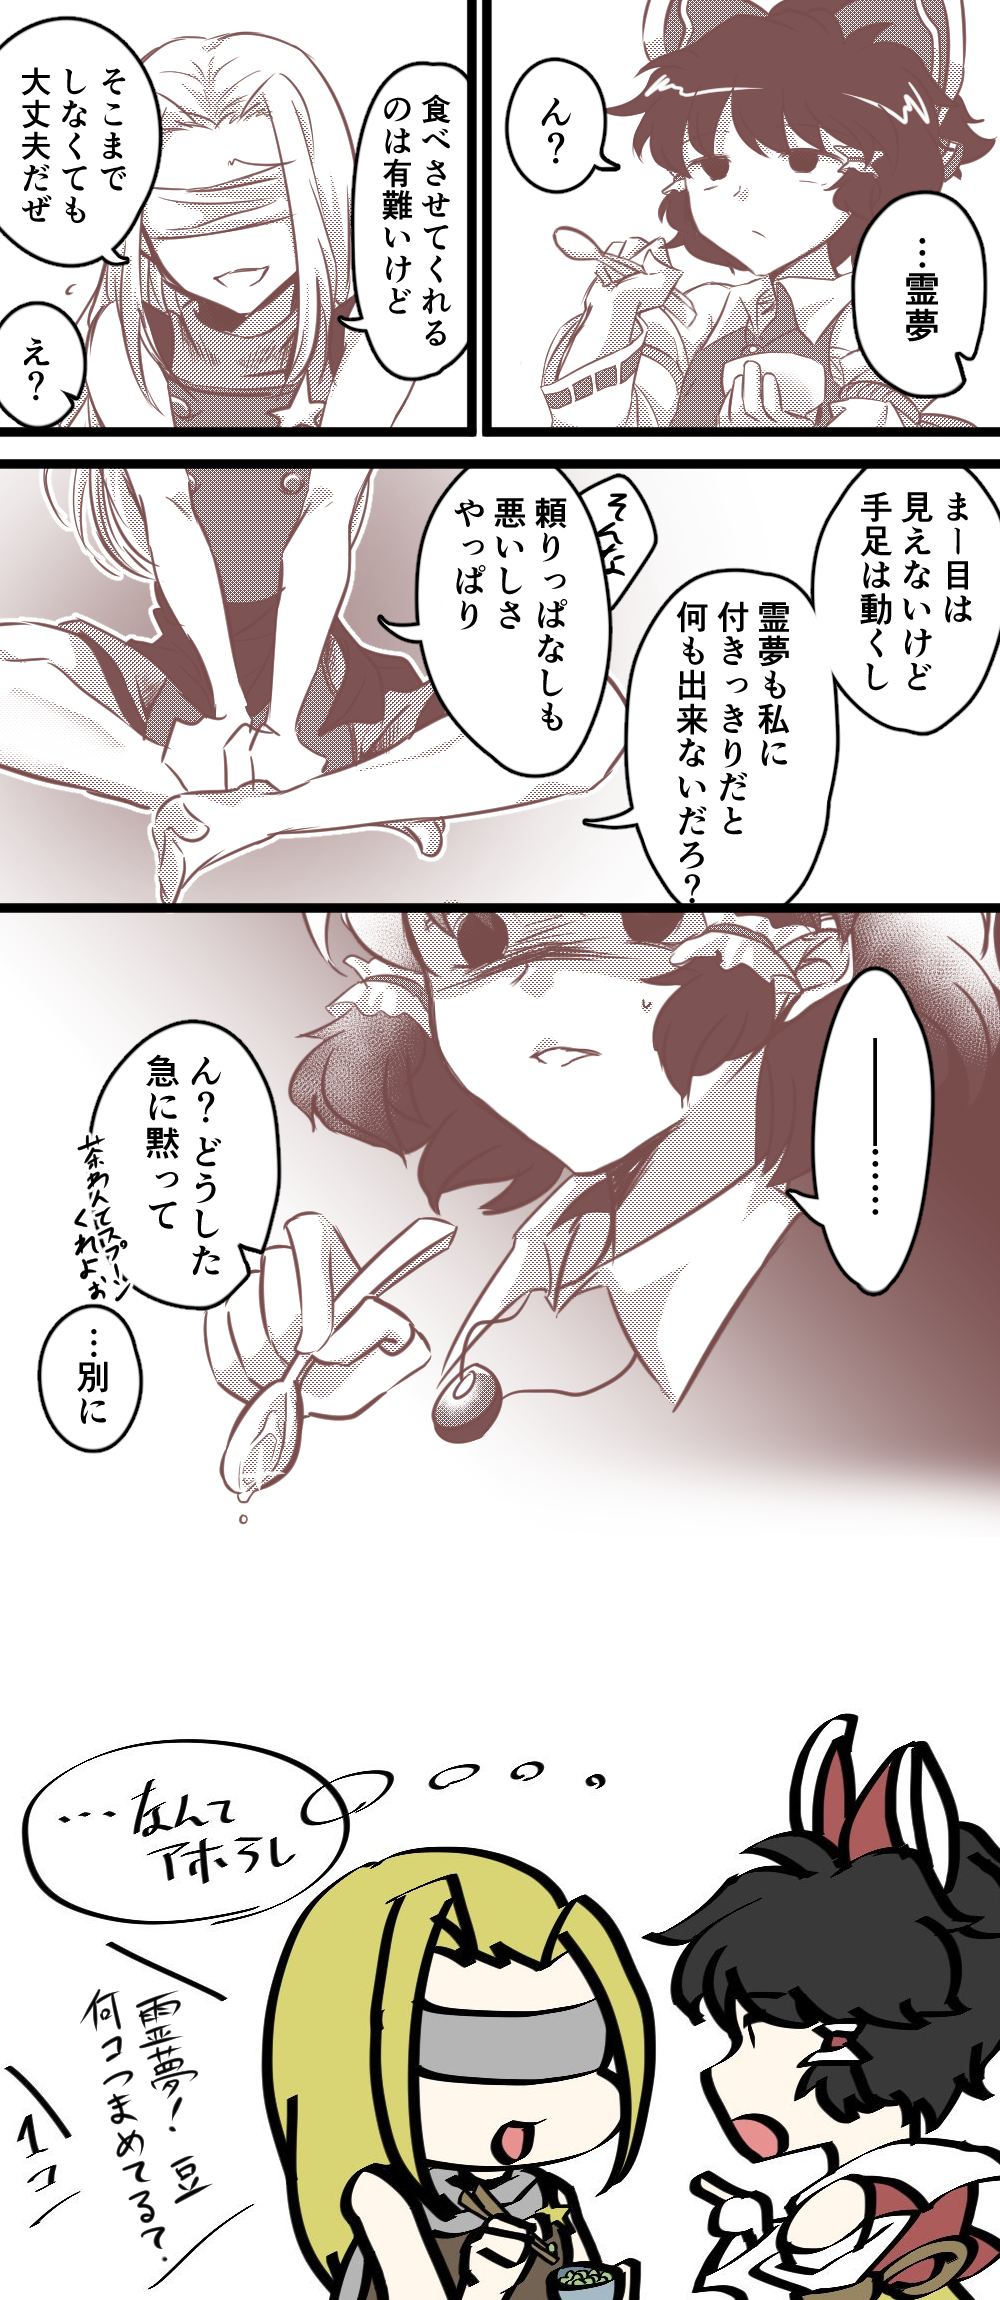 …霊夢
ん？
食べさせてくれる
のは有難いけど
そこまで
しなくても
大丈夫だぜ
え？
まー目は
見えないけど
手足は動くし
霊夢も私に
付きっきりだと
何も出来ないだろ？
そんなよ
頼りっぱなしも
悪いしさ
やっぱり
―――………
ん？どうした
急に黙って
茶わんてスプーン
くれよぉ
…別に
…なんて
アホらし
霊夢！豆
何コつまめてるて？
1コ